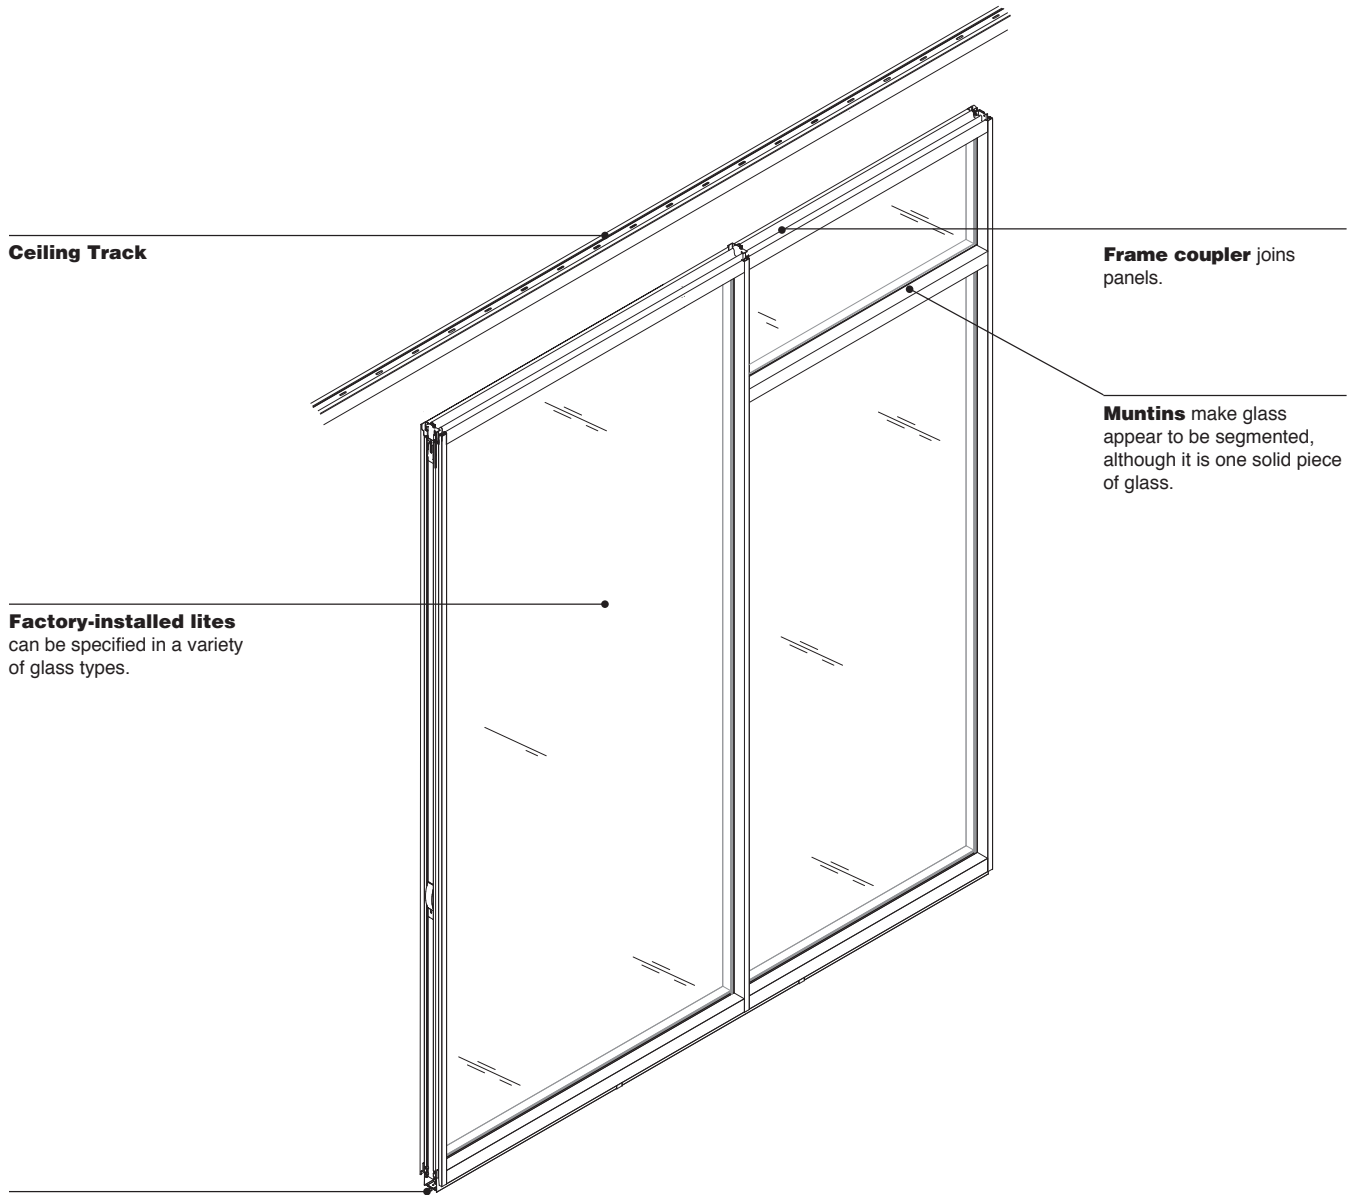 Ceiling Track
Frame coupler joins
panels.
Muntins make glass
appear to be segmented,
although it is one solid piece
of glass.
Factory-installed lites
can be specified in a variety
of glass types.